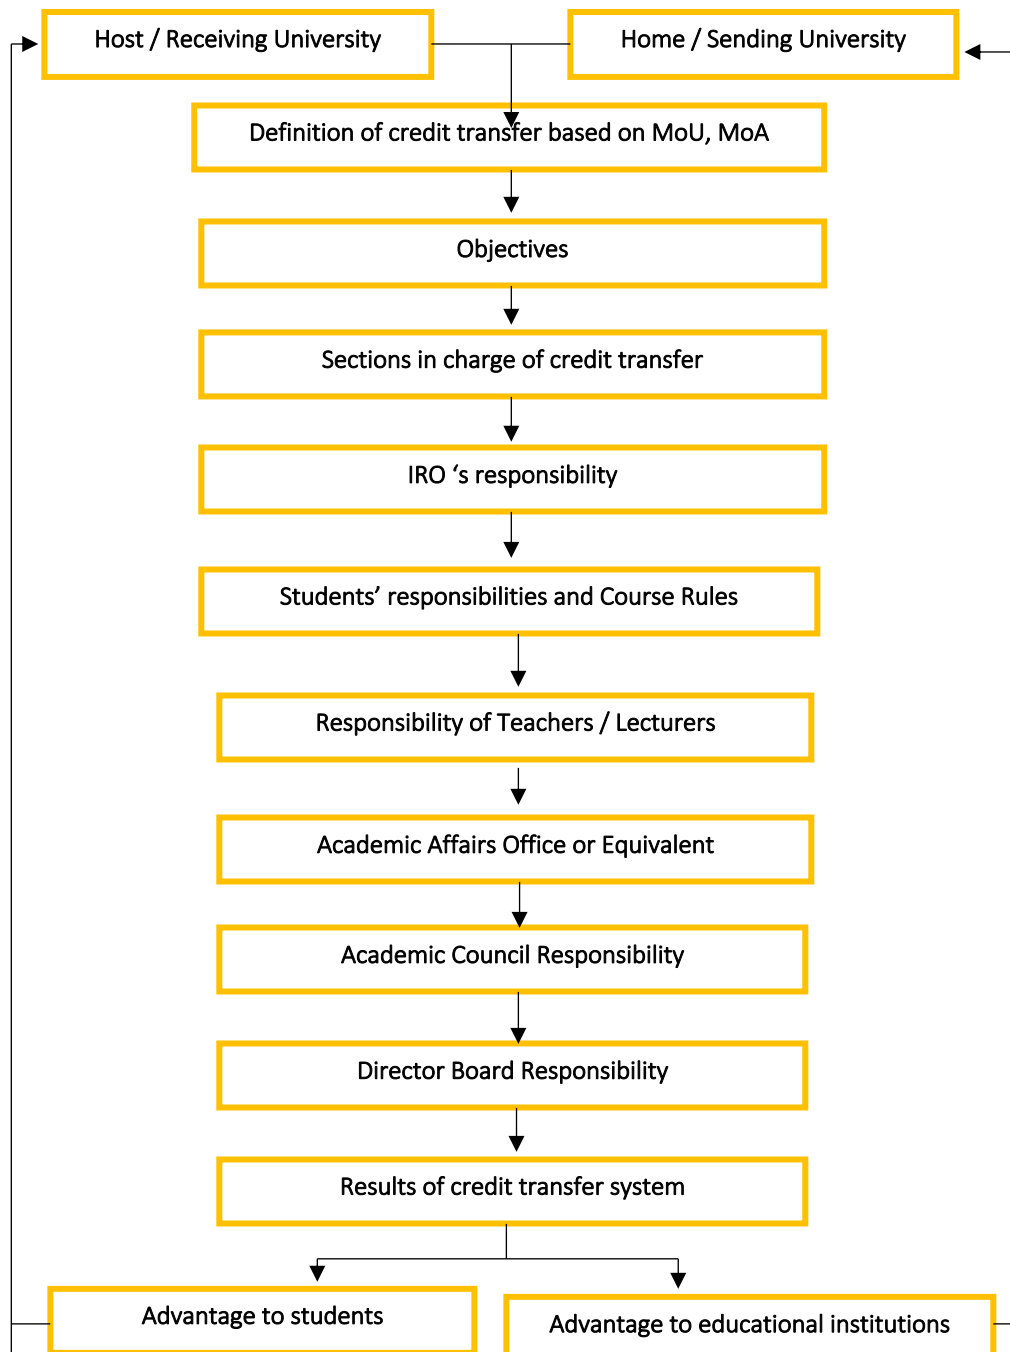 Host / Receiving University
Home / Sending University
Definition of credit transfer based on MoU, MoA
Objectives
Sections in charge of credit transfer
IRO ‘s responsibility
Students’ responsibilities and Course Rules
Responsibility of Teachers / Lecturers
Academic Affairs Office or Equivalent
Academic Council Responsibility
Director Board Responsibility
Results of credit transfer system
Advantage to students
Advantage to educational institutions